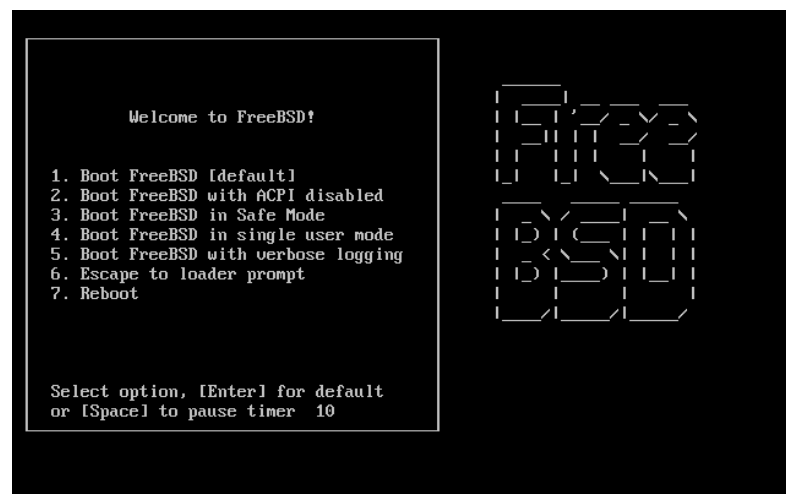 Welcome to FreeBSD!
1. Boot FreeBSD [default]
2. Boot FreeBSD with ACPI disabled
3. Boot FreeBSD in Safe Mode
4. Boot FreeBSD in single user mode
5. Boot FreeBSD with verbose logging
6. Escape to loader prompt
7. Reboot
Select option, [Enter] for default
or [Space] to pause timer 10
Free
BSD